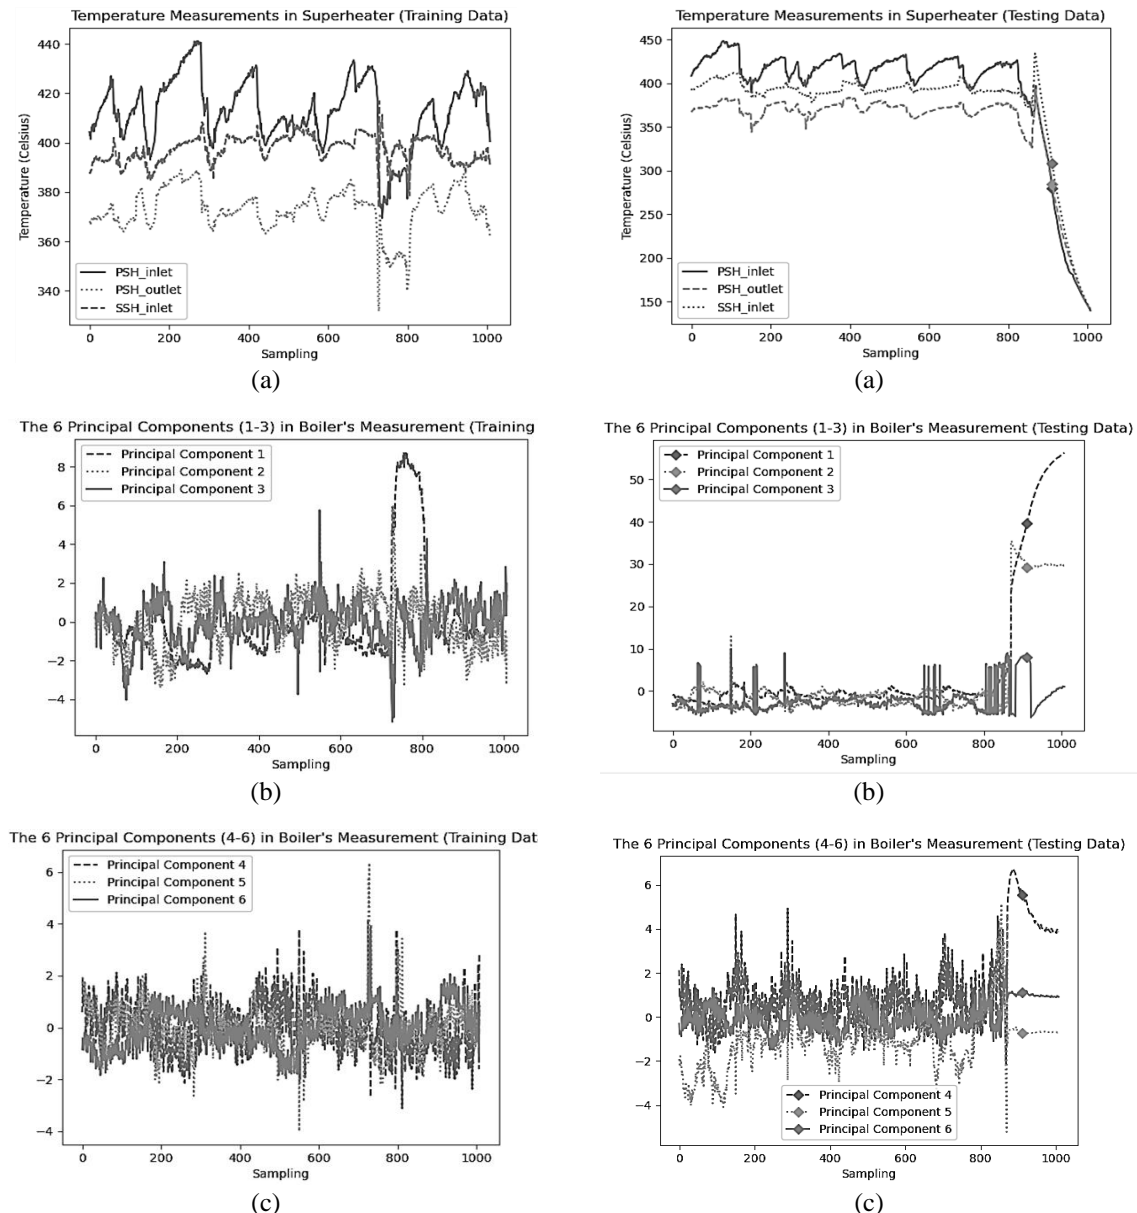 Temperature Measurements in Superheater (Training Data)
Temperature (Celsius)
440
420
400
380
360
340
PSH_inlet
PSH_outlet
SSH_inlet
0 200 400 600 800 1000
Sampling
(a)
Temperature Measurements in Superheater (Testing Data)
Temperature (Celsius)
450
400
350
300
250
200
150
PSH_inlet
PSH_outlet
SSH_inlet
0 200 400 600 800 1000
Sampling
(a)
The 6 Principal Components (1-3) in Boiler's Measurement (Training
8
6
4
2
0
−2
−4
Principal Component 1
Principal Component 2
Principal Component 3
0 200 400 600 800 1000
Sampling
(b)
The 6 Principal Components (1-3) in Boiler's Measurement (Testing Data)
50
40
30
20
10
0
Principal Component 1
Principal Component 2
Principal Component 3
0 200 400 600 800 1000
Sampling
(b)
The 6 Principal Components (4-6) in Boiler's Measurement (Training Dat
6
4
2
0
−2
−4
Principal Component 4
Principal Component 5
Principal Component 6
0 200 400 600 800 1000
Sampling
(c)
The 6 Principal Components (4-6) in Boiler's Measurement (Testing Data)
6
4
2
0
−2
−4
Principal Component 4
Principal Component 5
Principal Component 6
0 200 400 600 800 1000
Sampling
(c)